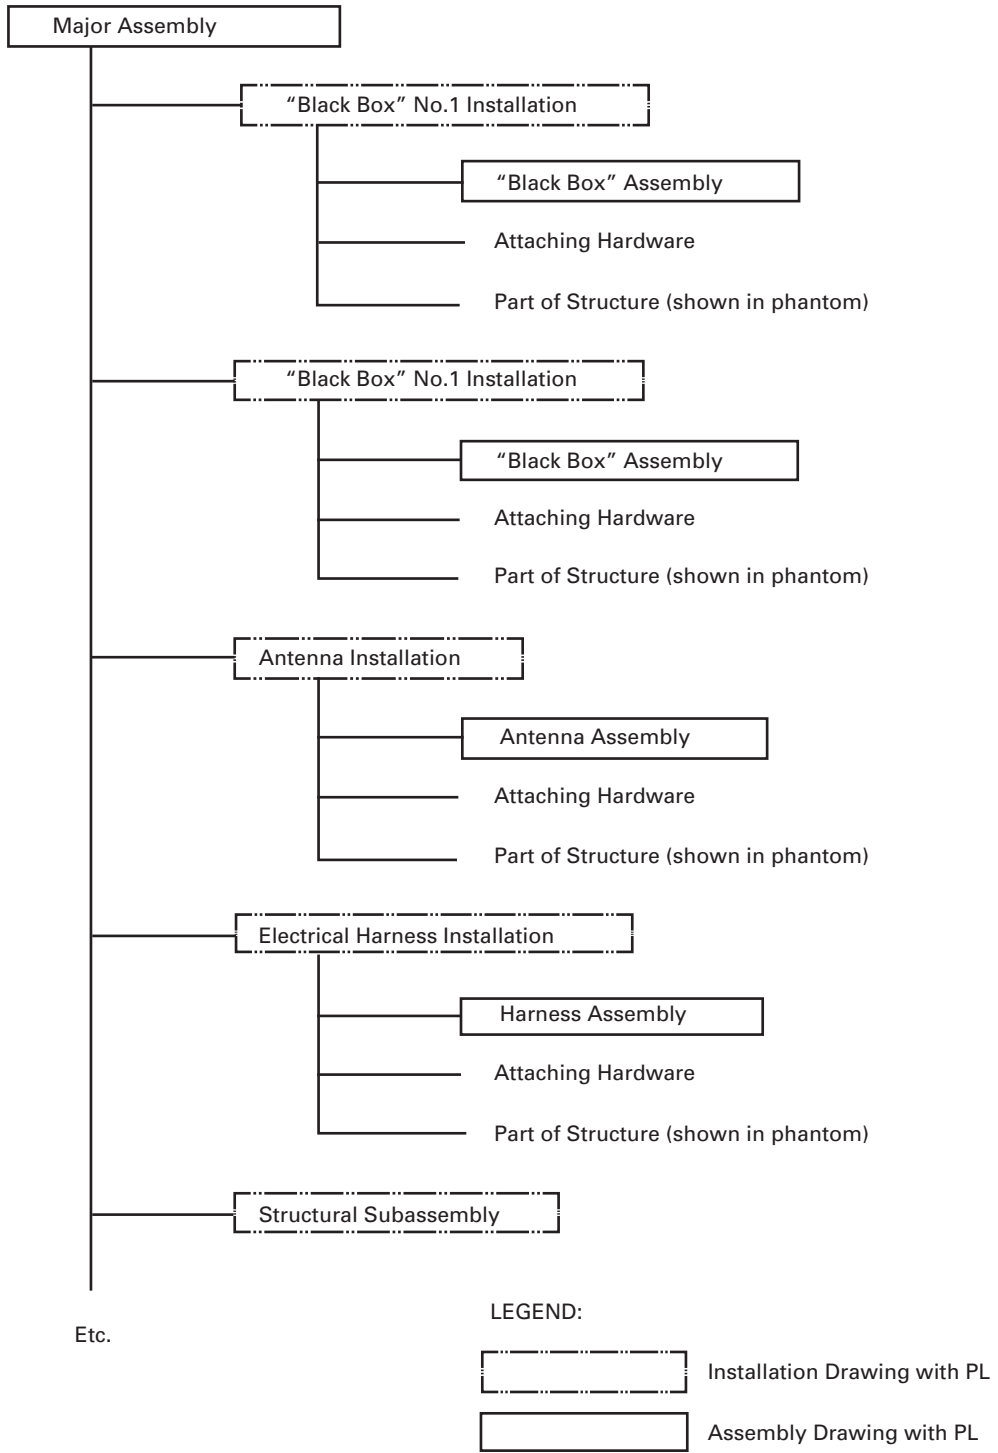 Major Assembly
“Black Box” No.1 Installation
“Black Box” Assembly
Attaching Hardware
Part of Structure (shown in phantom)
“Black Box” No.1 Installation
“Black Box” Assembly
Attaching Hardware
Part of Structure (shown in phantom)
Antenna Installation
Antenna Assembly
Attaching Hardware
Part of Structure (shown in phantom)
Electrical Harness Installation
Harness Assembly
Attaching Hardware
Part of Structure (shown in phantom)
Structural Subassembly
Etc.
LEGEND:
Installation Drawing with PL
Assembly Drawing with PL